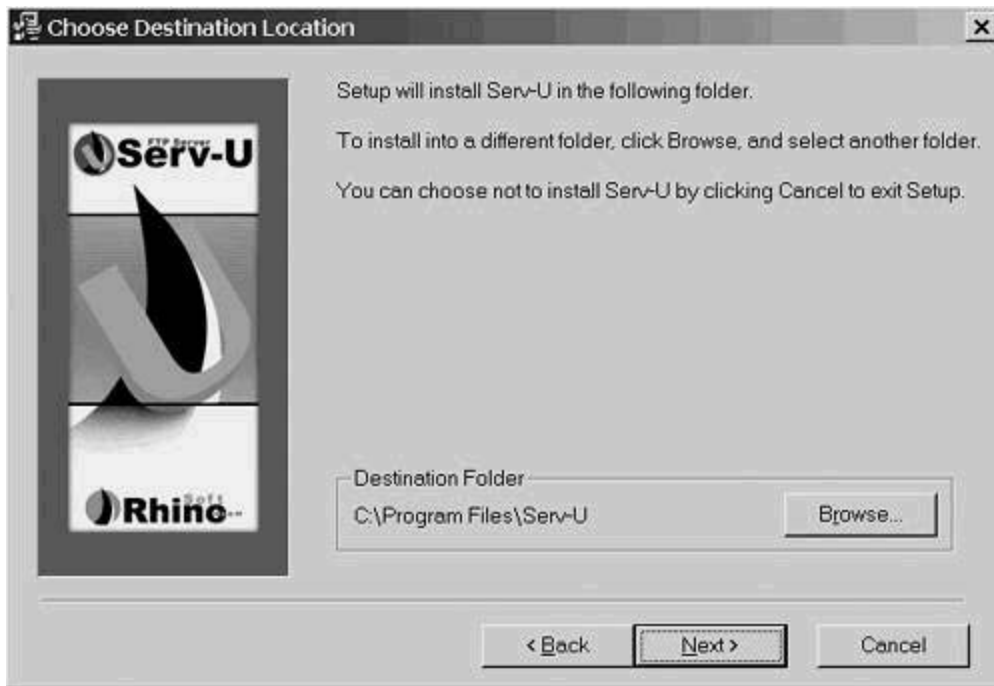 Choose Destination Location
Setup will install Serv-U in the following folder.
To install into a different folder, click Browse, and select another folder.
You can choose not to install Serv-U by clicking Cancel to exit Setup.
FTP Server
Serv-U
Soft
Rhino
Destination Folder
C:\Program Files\Serv-U
Browse...
< Back
Next >
Cancel